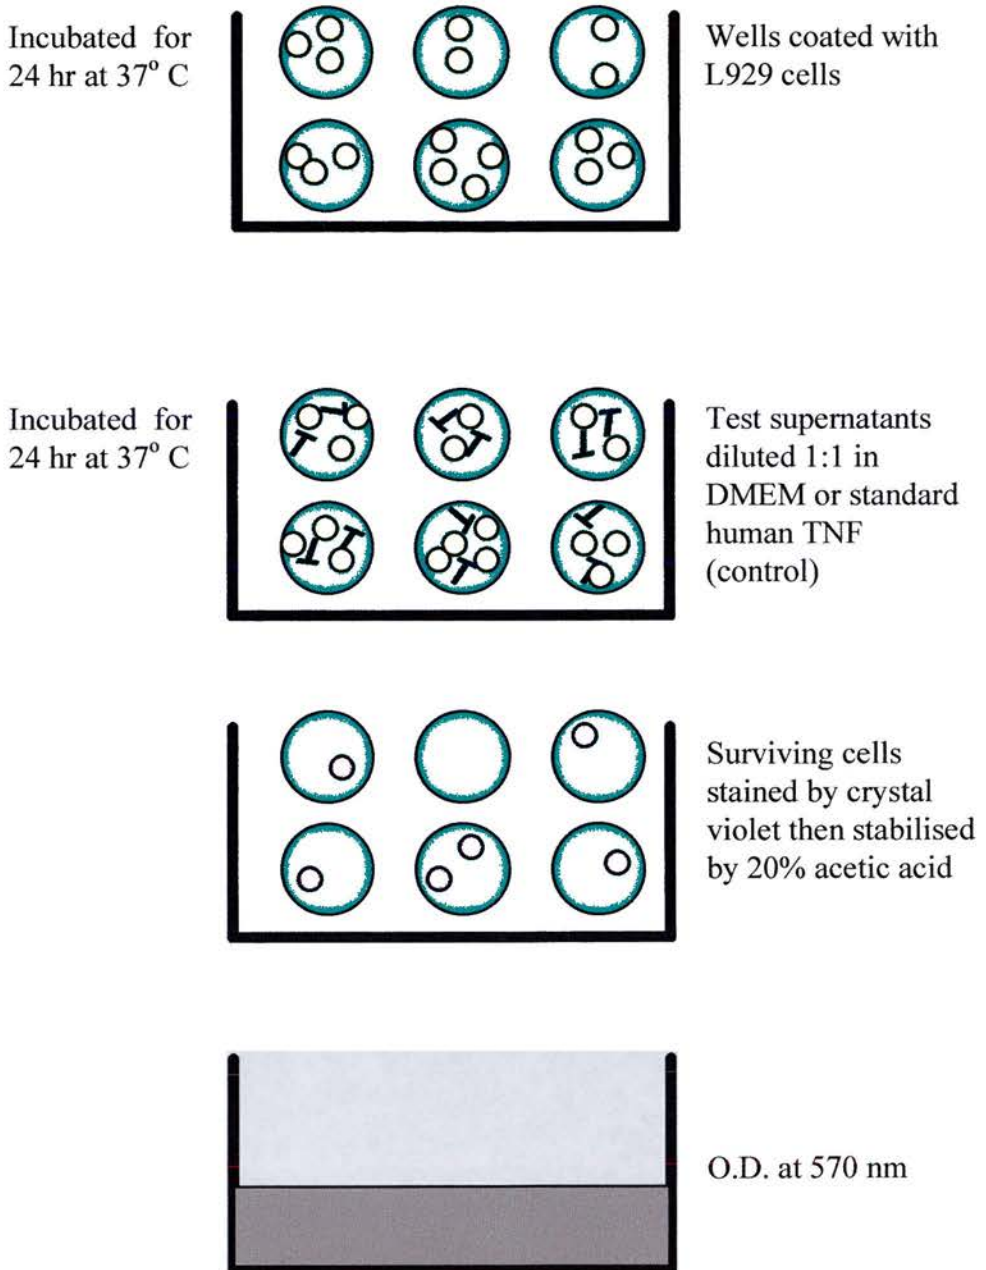 Incubated for
24 hr at 37° C
Wells coated with
L929 cells
Incubated for
24 hr at 37° C
Test supernatants
diluted 1:1 in
DMEM or standard
human TNF
(control)
Surviving cells
stained by crystal
violet then stabilised
by 20% acetic acid
O.D. at 570 nm